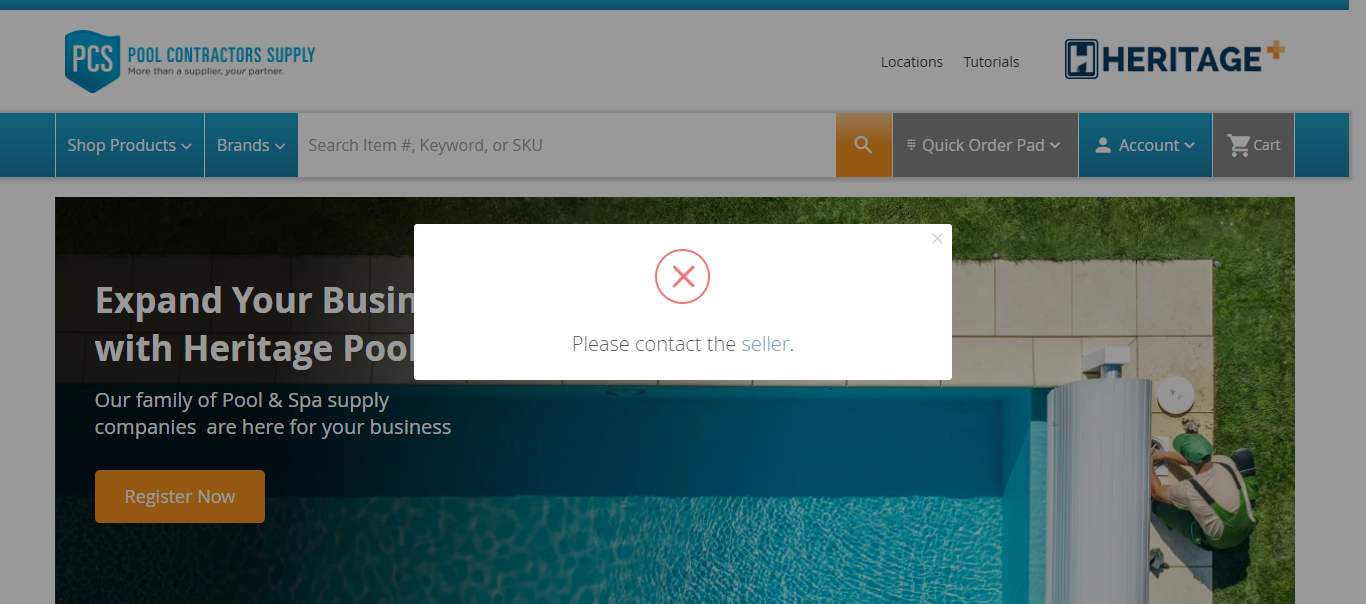 PCS POOL CONTRACTORS SUPPLY
More than a supplier, your partner.
Locations Tutorials
HERITAGE+
Shop Products Brands Search Item #, Keyword, or SKU Quick Order Pad Account Cart
Expand Your Busin
with Heritage Pool
Our family of Pool & Spa supply
companies are here for your business
Register Now
Please contact the seller.